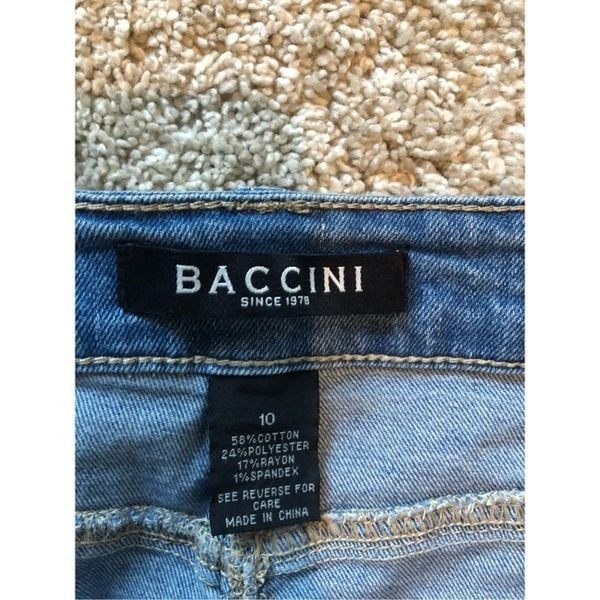 BACCINI
SINCE 1978
10
58%COTTON
24%POLYESTER
17%RAYON
1%SPANDEX
SEE REVERSE FOR
CARE
MADE IN CHINA